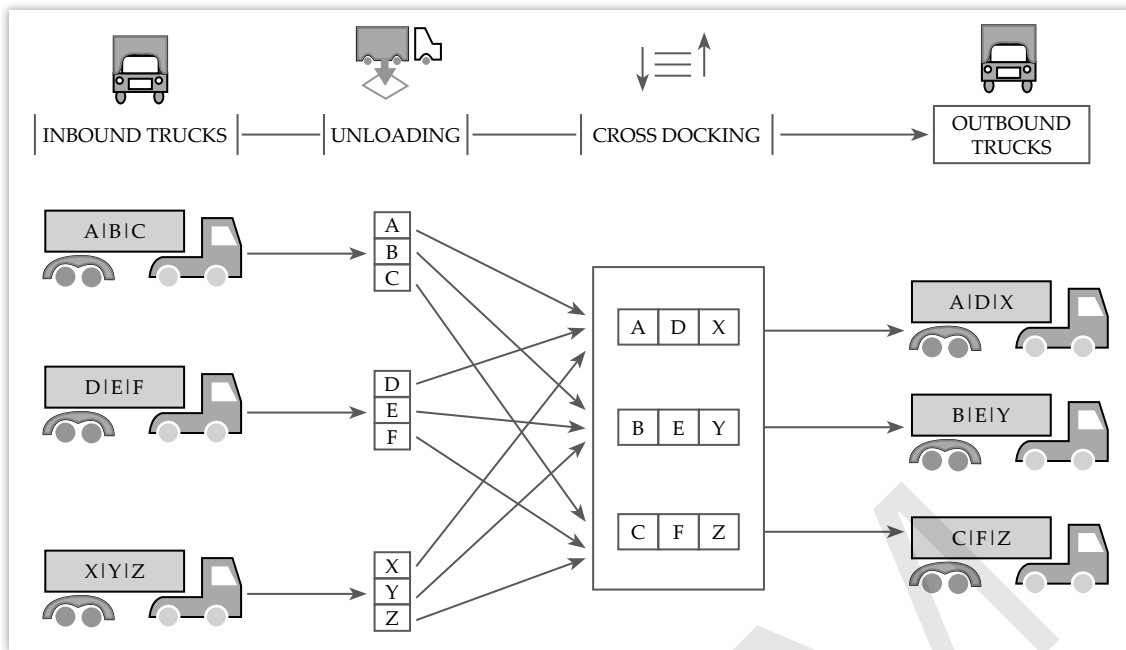 INBOUND TRUCKS
UNLOADING
CROSS DOCKING
OUTBOUND
TRUCKS
A|B|C
A
B
C
D|E|F
D
E
F
X|Y|Z
X
Y
Z
A D X
B E Y
C F Z
A|D|X
B|E|Y
C|F|Z